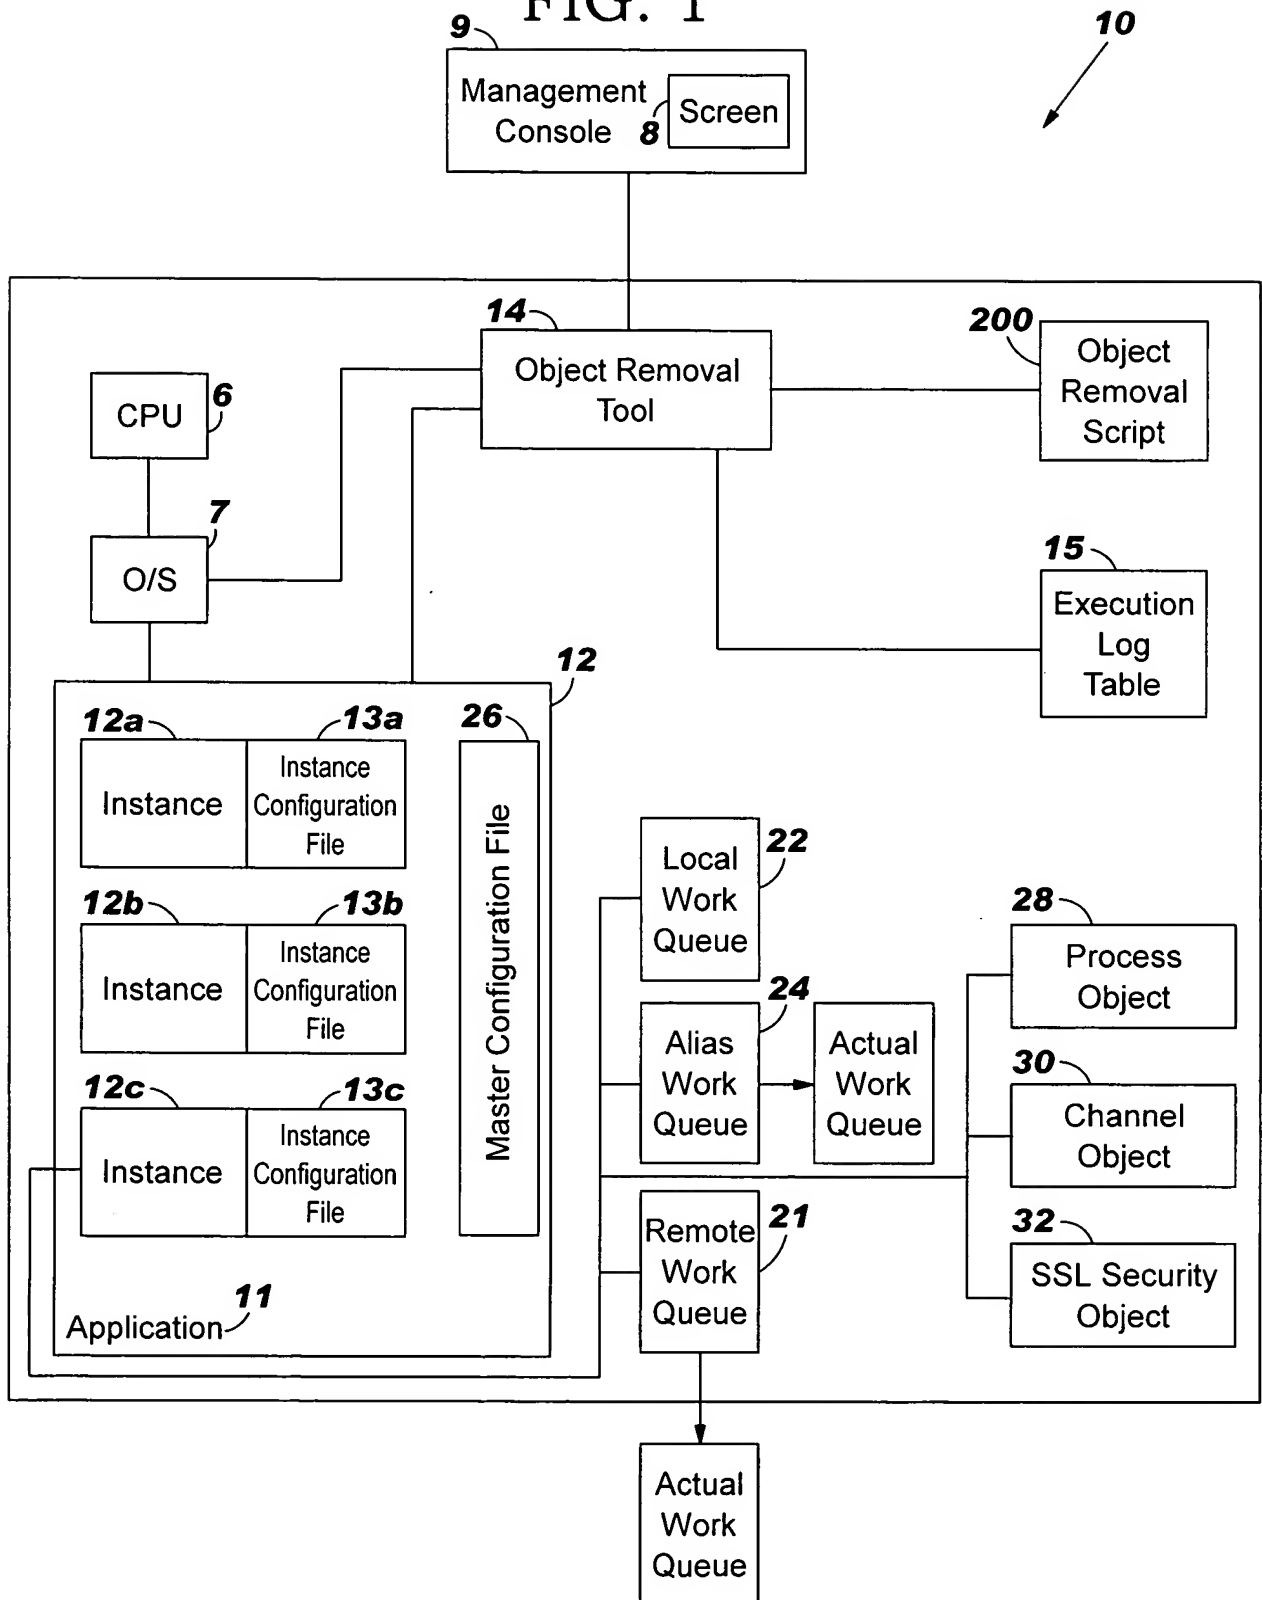 FIG. 1
10
9
Management
Console
8
Screen
14
Object Removal
Tool
200
Object
Removal
Script
CPU
6
7
O/S
15
Execution
Log
Table
12
12a
13a
26
Instance
Instance
Configuration
File
Master Configuration File
12b
13b
Instance
Instance
Configuration
File
12c
13c
Instance
Instance
Configuration
File
Application
11
Local
Work
Queue
22
Alias
Work
Queue
24
Actual
Work
Queue
Remote
Work
Queue
21
28
Process
Object
30
Channel
Object
32
SSL Security
Object
Actual
Work
Queue